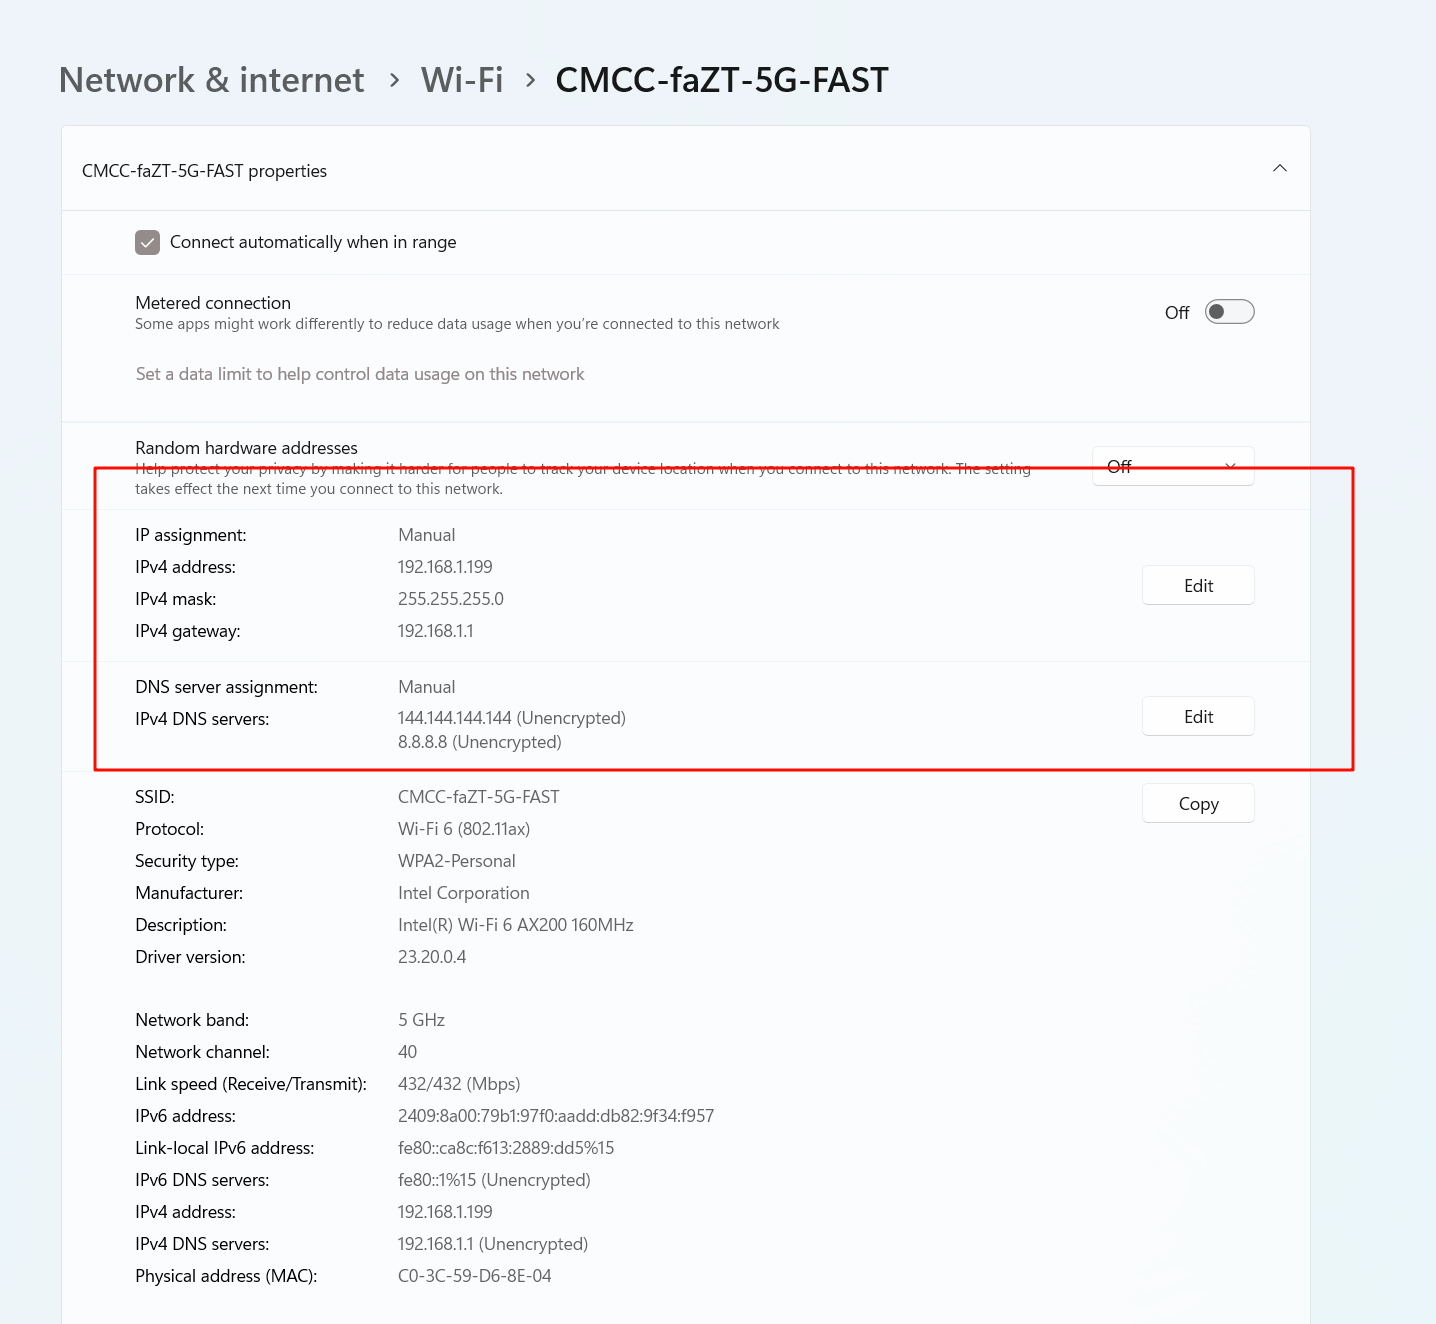 Network & internet > Wi-Fi > CMCC-faZT-5G-FAST
CMCC-faZT-5G-FAST properties
Connect automatically when in range
Metered connection
Some apps might work differently to reduce data usage when you're connected to this network
Off
Set a data limit to help control data usage on this network
Random hardware addresses
Help protect your privacy by making it harder for people to track your device location when you connect to this network. The setting
takes effect the next time you connect to this network.
Off
IP assignment: Manual
IPv4 address: 192.168.1.199
IPv4 mask: 255.255.255.0
IPv4 gateway: 192.168.1.1
Edit
DNS server assignment: Manual
IPv4 DNS servers: 144.144.144.144 (Unencrypted)
8.8.8.8 (Unencrypted)
Edit
SSID: CMCC-faZT-5G-FAST
Copy
Protocol: Wi-Fi 6 (802.11ax)
Security type: WPA2-Personal
Manufacturer: Intel Corporation
Description: Intel(R) Wi-Fi 6 AX200 160MHz
Driver version: 23.20.0.4
Network band: 5 GHz
Network channel: 40
Link speed (Receive/Transmit): 432/432 (Mbps)
IPv6 address: 2409:8a00:79b1:97f0:aadd:db82:9f34:f957
Link-local IPv6 address: fe80::ca8c:f613:2889:dd5%15
IPv6 DNS servers: fe80::1%15 (Unencrypted)
IPv4 address: 192.168.1.199
IPv4 DNS servers: 192.168.1.1 (Unencrypted)
Physical address (MAC): C0-3C-59-D6-8E-04